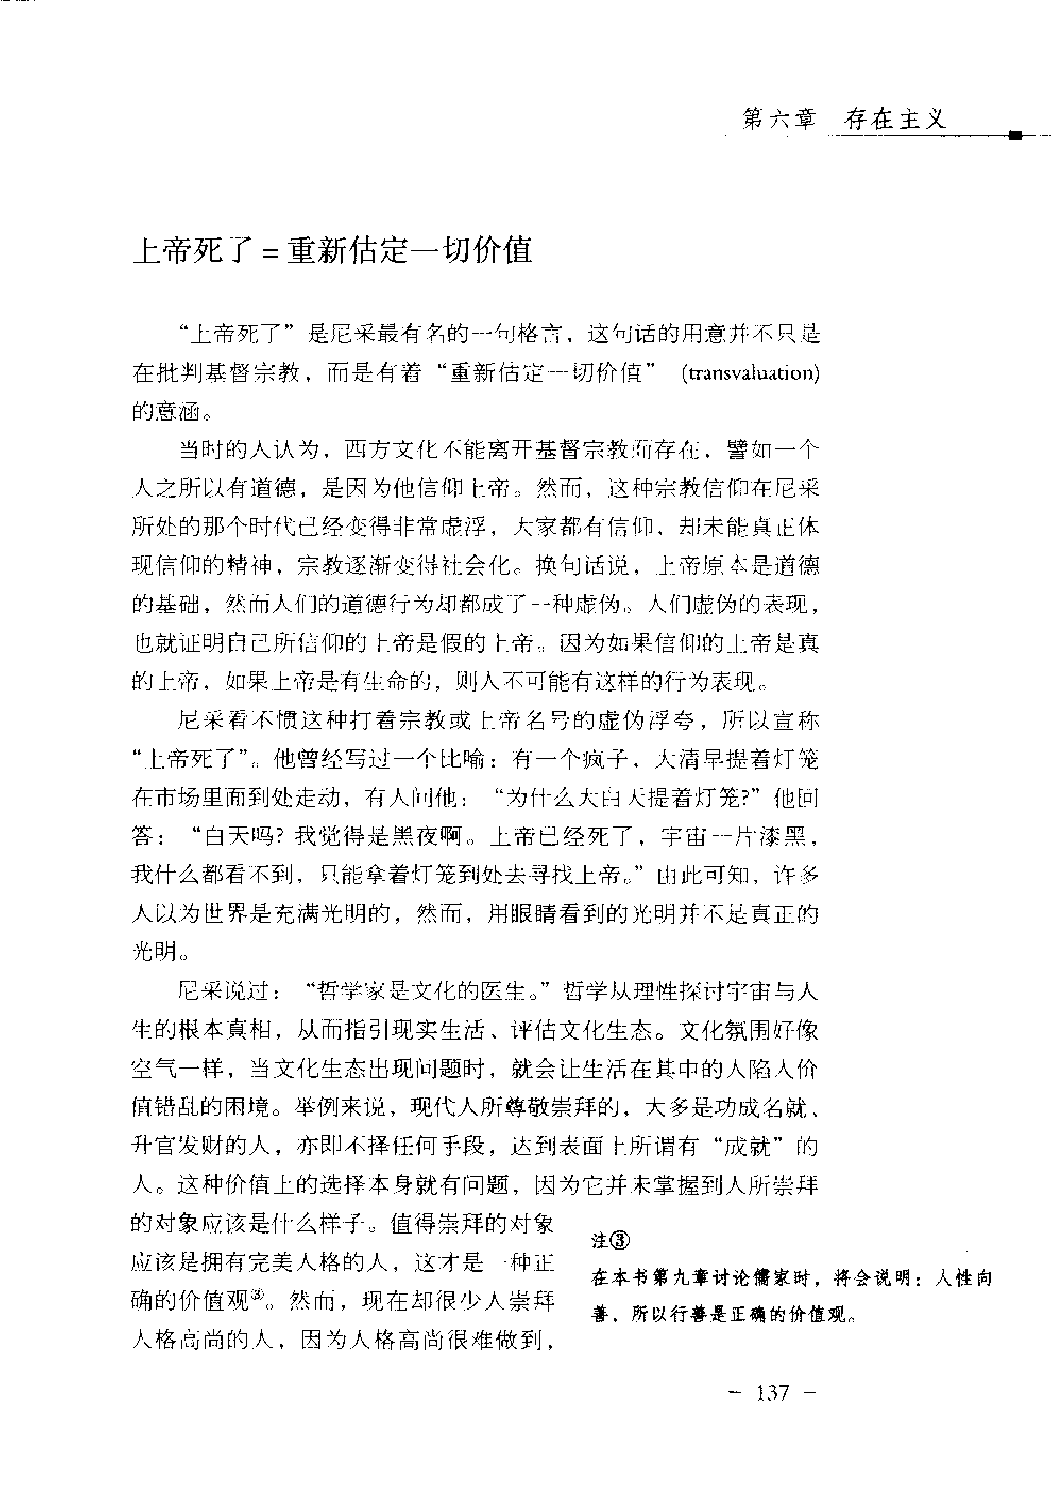 第六章 存在主义
上帝死了=重新估定一切价值
“上帝死了”是尼采最有名的一句格言，这句话的用意并不只是
在批判基督宗教，而是有着“重新估定一切价值” (transvaluation)
的意涵。
当时的人认为，西方文化不能离开基督宗教而存在，譬如一个
人之所以有道德，是因为他信仰上帝。然而，这种宗教信仰在尼采
所处的那个时代已经变得非常虚浮，大家都有信仰，却未能真正体
现信仰的精神，宗教逐渐变得社会化。换句话说，上帝原本是道德
的基础，然而人们的道德行为却都成了一种虚伪。人们虚伪的表现，
也就证明自己所信仰的上帝是假的上帝。因为如果信仰的上帝是真
的上帝，如果上帝是有生命的，则人不可能有这样的行为表现。
尼采看不惯这种打着宗教或上帝名号的虚伪浮夸，所以宣称
“上帝死了”。他曾经写过一个比喻：有一个疯子，大清早提着灯笼
在市场里面到处走动，有人问他：“为什么大白天提着灯笼?”他回
答：“白天吗? 我觉得是黑夜啊。上帝已经死了，宇宙一片漆黑，
我什么都看不到，只能拿着灯笼到处去寻找上帝。”由此可知，许多
人以为世界是充满光明的，然而，用眼睛看到的光明并不是真正的
光明。
尼采说过：“哲学家是文化的医生。”哲学从理性探讨宇宙与人
生的根本真相，从而指引现实生活、评估文化生态。文化氛围好像
空气一样，当文化生态出现问题时，就会让生活在其中的人陷入价
值错乱的困境。举例来说，现代人所尊敬崇拜的，大多是功成名就、
升官发财的人，亦即不择任何手段，达到表面上所谓有“成就”的
人。这种价值上的选择本身就有问题，因为它并未掌握到人所崇拜
的对象应该是什么样子。值得崇拜的对象
应该是拥有完美人格的人，这才是一种正
确的价值观③。然而，现在却很少人崇拜
人格高尚的人，因为人格高尚很难做到，
注③
在本书第九章讨论儒家时，将会说明：人性向
善，所以行善是正确的价值观。
- 137 -